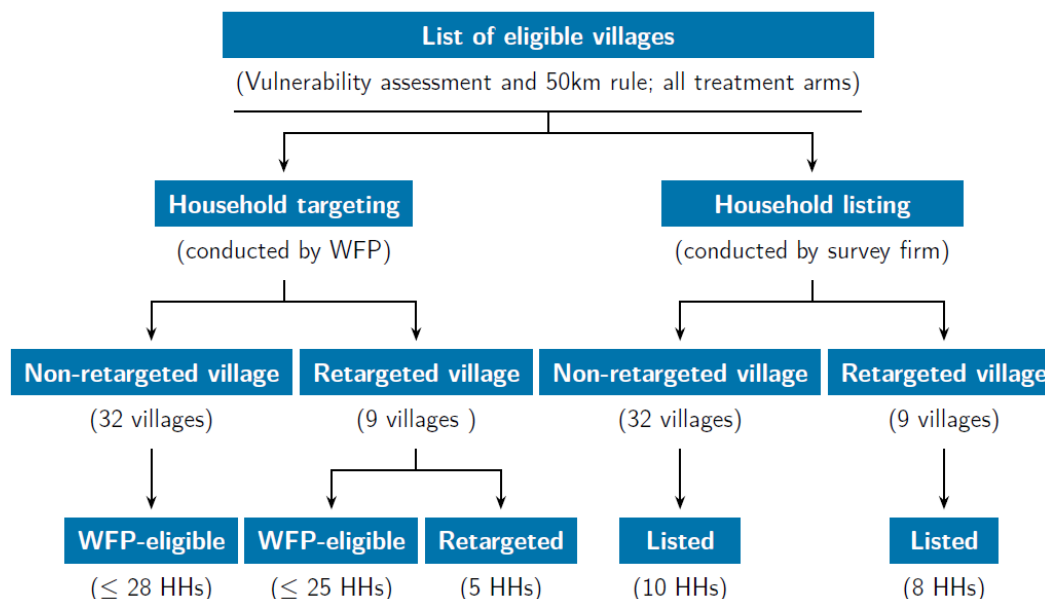 List of eligible villages
(Vulnerability assessment and 50km rule; all treatment arms)
Household targeting
Household listing
(conducted by WFP)
(conducted by survey firm)
Non-retargeted village
Retargeted village
Non-retargeted village
Retargeted village
(32 villages)
(9 villages )
(32 villages)
(9 villages)
WFP-eligible
WFP-eligible
Retargeted
Listed
Listed
(≤ 28 HHs)
(≤ 25 HHs)
(5 HHs)
(10 HHs)
(8 HHs)